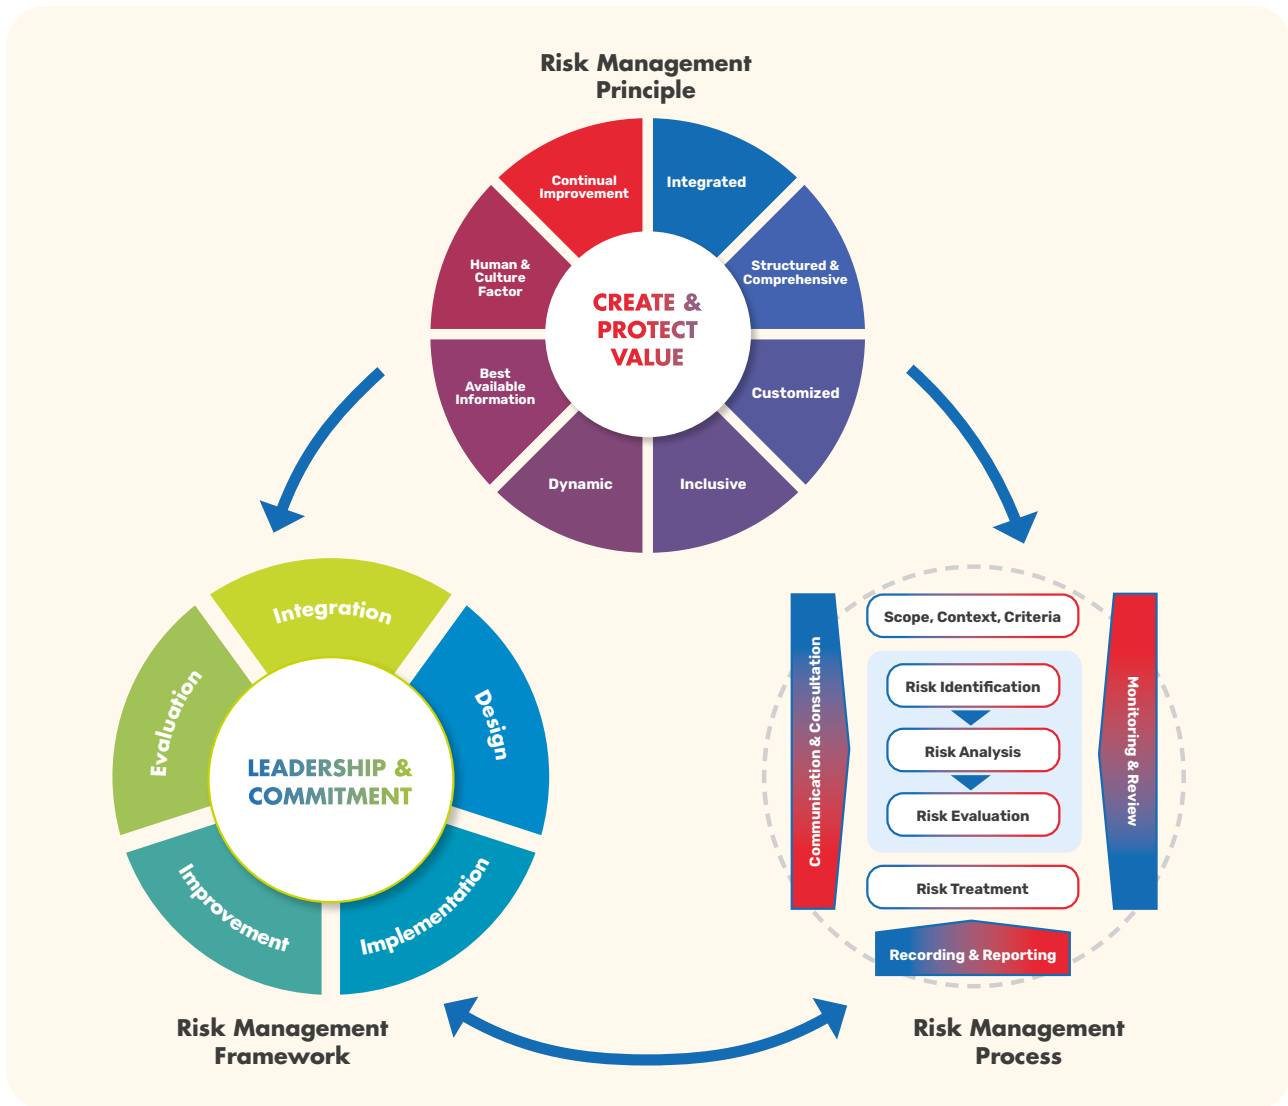 Risk Management
Principle
Continual
Improvement
Integrated
Human &
Culture
Factor
Structured &
Comprehensive
CREATE &
PROTECT
VALUE
Best
Available
Information
Customized
Dynamic
Inclusive
Integration
Evaluation
Design
LEADERSHIP &
COMMITMENT
Improvement
Implementation
Risk Management
Framework
Scope, Context, Criteria
Communication & Consultation
Risk Identification
Risk Analysis
Risk Evaluation
Monitoring & Review
Risk Treatment
Recording & Reporting
Risk Management
Process